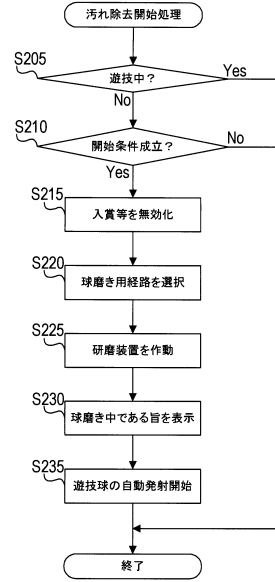 汚れ除去開始処理
S205
遊技中？
Yes
No
S210
開始条件成立？
No
Yes
S215
入賞等を無効化
S220
球磨き用経路を選択
S225
研磨装置を作動
S230
球磨き中である旨を表示
S235
遊技球の自動発射開始
終了